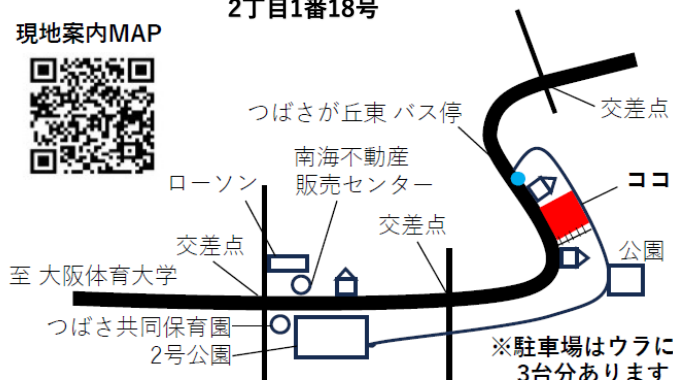 2丁目1番18号
現地案内MAP
つばさが丘東 バス停
交差点
南海不動産
販売センター
ローソン
ココ
交差点
交差点
公園
至 大阪体育大学
つばさ共同保育園
2号公園
※駐車場はウラに
3台分あります